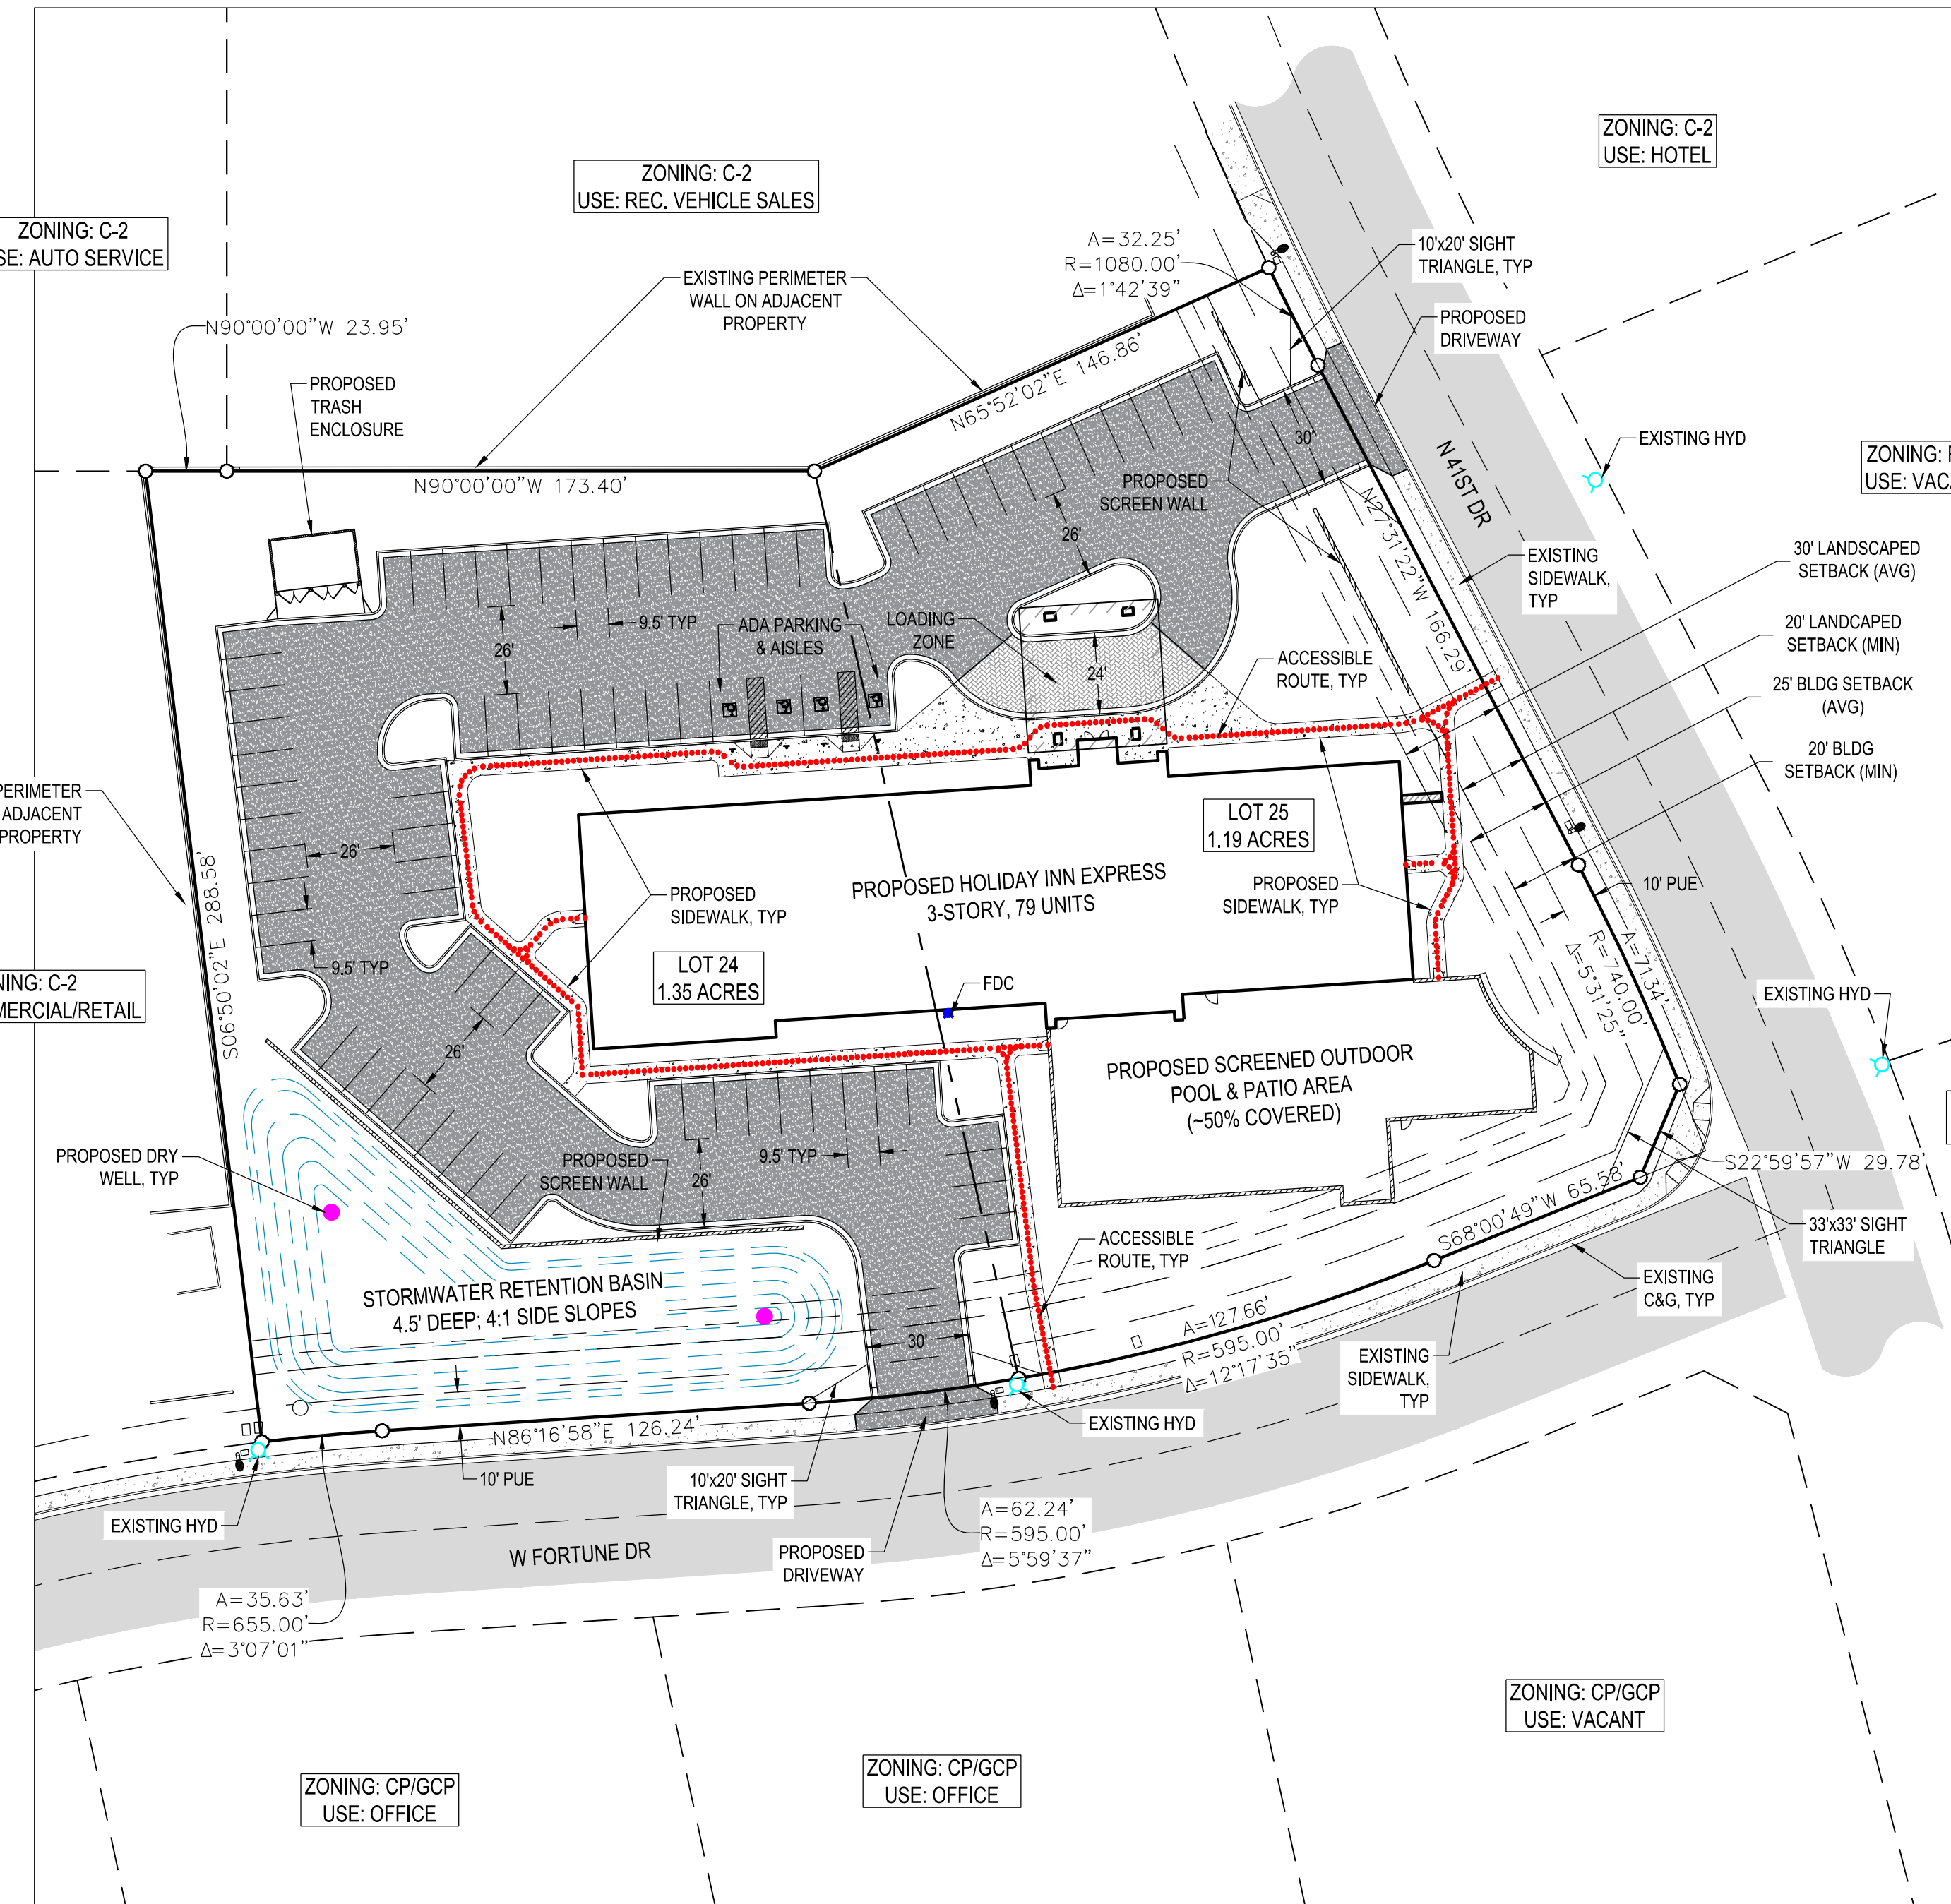 ZONING: C-2
USE: HOTEL
ZONING: C-2
USE: REC. VEHICLE SALES
ZONING: C-2
SE: AUTO SERVICE
A=32.25'
R=1080.00'
Δ=1°42'39"
10'x20' SIGHT
TRIANGLE, TYP
EXISTING PERIMETER
WALL ON ADJACENT
PROPERTY
N90°00'00"W 23.95'
PROPOSED
DRIVEWAY
PROPOSED
TRASH
ENCLOSURE
N65°52'02"E 146.86'
N90°00'00"W 173.40'
30'
N 41ST DR
EXISTING HYD
ZONING:
USE: VACA
PROPOSED
SCREEN WALL
26'
N27°31'22"W 166.29'
EXISTING
SIDEWALK,
TYP
30' LANDSCAPED
SETBACK (AVG)
9.5' TYP
26'
ADA PARKING
& AISLES
LOADING
ZONE
24'
ACCESSIBLE
ROUTE, TYP
20' LANDCAPED
SETBACK (MIN)
25' BLDG SETBACK
(AVG)
20' BLDG
SETBACK (MIN)
PERIMETER
ADJACENT
PROPERTY
LOT 25
1.19 ACRES
26'
S06°50'02"E 288.58'
PROPOSED
SIDEWALK, TYP
PROPOSED HOLIDAY INN EXPRESS
3-STORY, 79 UNITS
PROPOSED
SIDEWALK, TYP
10' PUE
9.5' TYP
LOT 24
1.35 ACRES
FDC
A=71.34'
R=740.00'
Δ=5°31'25"
NING: C-2
MERCIAL/RETAIL
EXISTING HYD
26'
PROPOSED SCREENED OUTDOOR
POOL & PATIO AREA
(~50% COVERED)
PROPOSED DRY
WELL, TYP
PROPOSED
SCREEN WALL
26'
9.5' TYP
S22°59'57"W 29.78'
S68°00'49"W 65.58'
33'x33' SIGHT
TRIANGLE
ACCESSIBLE
ROUTE, TYP
EXISTING
C&G, TYP
STORMWATER RETENTION BASIN
4.5' DEEP; 4:1 SIDE SLOPES
30'
A=127.66'
R=595.00'
Δ=12°17'35"
EXISTING
SIDEWALK,
TYP
N86°16'58"E 126.24'
EXISTING HYD
10' PUE
10'x20' SIGHT
TRIANGLE, TYP
A=62.24'
R=595.00'
Δ=5°59'37"
EXISTING HYD
W FORTUNE DR
PROPOSED
DRIVEWAY
A=35.63'
R=655.00'
Δ=3°07'01"
ZONING: CP/GCP
USE: VACANT
ZONING: CP/GCP
USE: OFFICE
ZONING: CP/GCP
USE: OFFICE